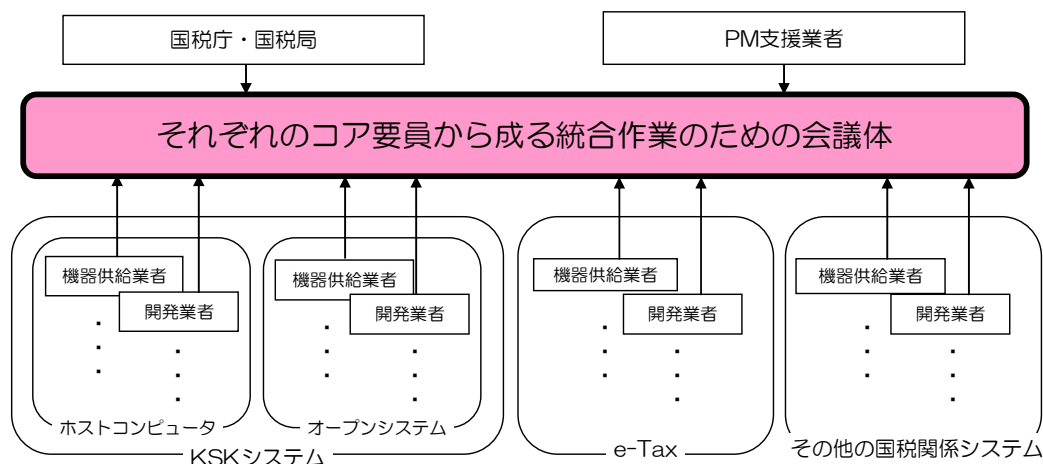 国税庁・国税局
PM支援業者
それぞれのコア要員から成る統合作業のための会議体
機器供給業者
開発業者
機器供給業者
開発業者
機器供給業者
開発業者
機器供給業者
開発業者
ホストコンピュータ
オープンシステム
KSKシステム
e-Tax
その他の国税関係システム